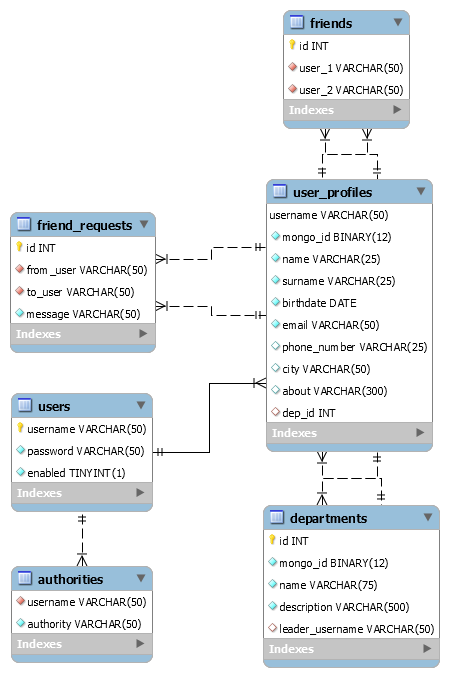 friends
id INT
user_1 VARCHAR(50)
user_2 VARCHAR(50)
Indexes
user_profiles
username VARCHAR(50)
mongo_id BINARY(12)
name VARCHAR(25)
surname VARCHAR(25)
birthdate DATE
email VARCHAR(50)
phone_number VARCHAR(25)
city VARCHAR(50)
about VARCHAR(300)
dep_id INT
Indexes
friend_requests
id INT
from_user VARCHAR(50)
to_user VARCHAR(50)
message VARCHAR(50)
Indexes
users
username VARCHAR(50)
password VARCHAR(50)
enabled TINYINT(1)
Indexes
departments
id INT
mongo_id BINARY(12)
name VARCHAR(75)
description VARCHAR(500)
leader_username VARCHAR(50)
Indexes
authorities
username VARCHAR(50)
authority VARCHAR(50)
Indexes